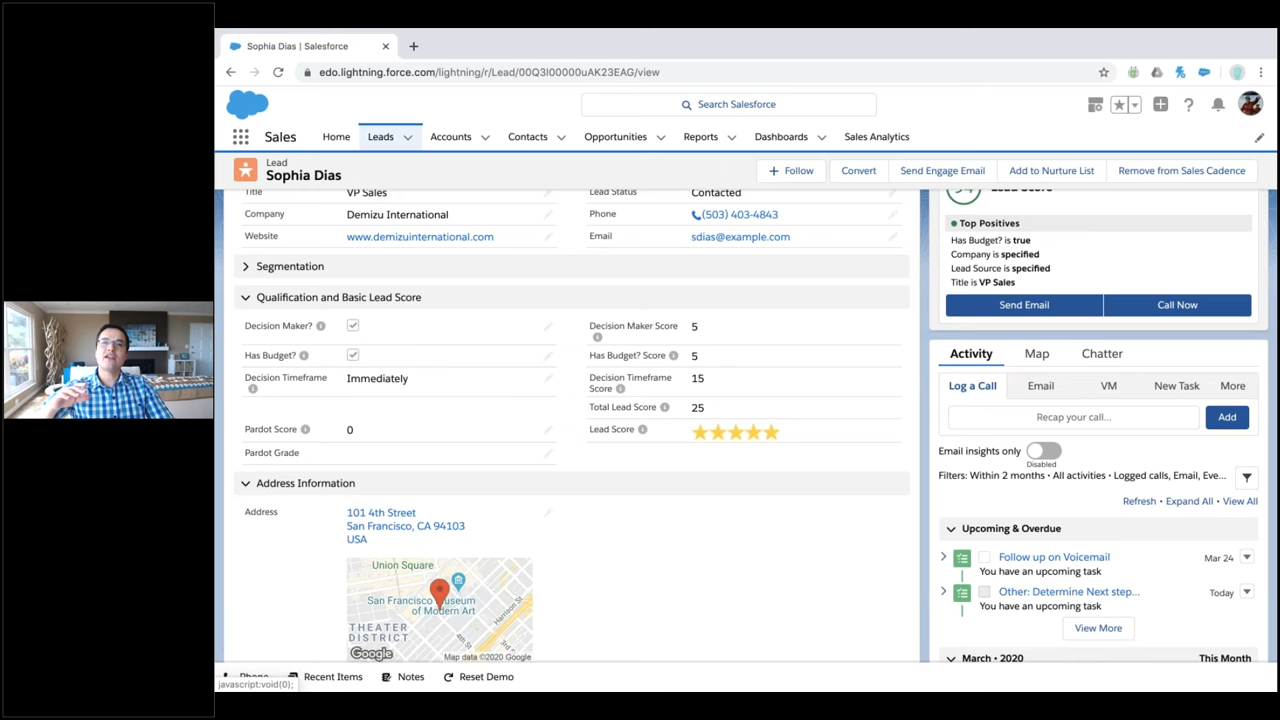 Sophia Dias | Salesforce
edo.lightning.force.com/lightning/r/Lead/00Q3I00000uAK23EAG/view
Search Salesforce
Sales Home Leads Accounts Contacts Opportunities Reports Dashboards Sales Analytics
Lead
Sophia Dias
Follow Convert Send Engage Email Add to Nurture List Remove from Sales Cadence
Title VP Sales Lead Status Contacted
Company Demizu International Phone (503) 403-4843
Website www.demizuinternational.com Email sdias@example.com
Segmentation
Qualification and Basic Lead Score
Decision Maker? Decision Maker Score 5
Has Budget? Has Budget? Score 5
Decision Timeframe Immediately Decision Timeframe Score 15
Total Lead Score 25
Pardot Score 0 Lead Score
Pardot Grade
Address Information
Address 101 4th Street
San Francisco, CA 94103
USA
Union Square
San Francisco Museum
of Modern Art
THEATER
DISTRICT
Harrison St
4th St
3rd S
Google Map data ©2020 Google
Lead Score
Top Positives
Has Budget? is true
Company is specified
Lead Source is specified
Title is VP Sales
Send Email Call Now
Activity Map Chatter
Log a Call Email VM New Task More
Recap your call... Add
Email insights only
Disabled
Filters: Within 2 months • All activities • Logged calls, Email, Eve...
Refresh • Expand All • View All
Upcoming & Overdue
Follow up on Voicemail Mar 24
You have an upcoming task
Other: Determine Next step... Today
You have an upcoming task
View More
March • 2020 This Month
Phone Recent Items Notes Reset Demo
javascript:void(0);